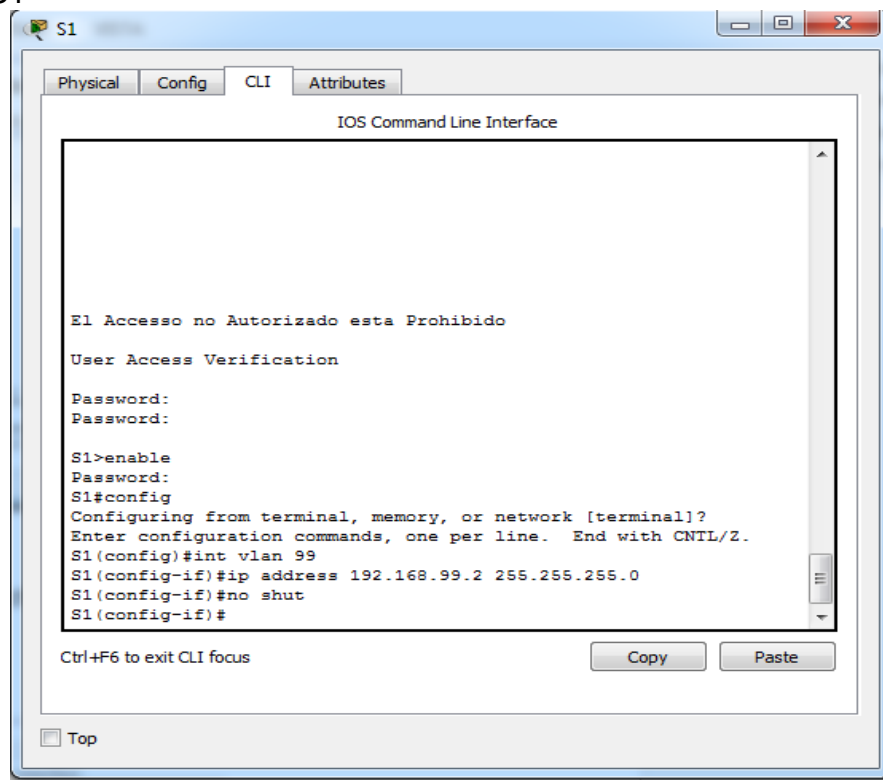 S1
Physical Config CLI Attributes
IOS Command Line Interface
El Accesso no Autorizado esta Prohibido
User Access Verification
Password:
Password:
S1>enable
Password:
S1#config
Configuring from terminal, memory, or network [terminal]?
Enter configuration commands, one per line. End with CNTL/Z.
S1(config)#int vlan 99
S1(config-if)#ip address 192.168.99.2 255.255.255.0
S1(config-if)#no shut
S1(config-if)#
Ctrl+F6 to exit CLI focus
Copy Paste
Top